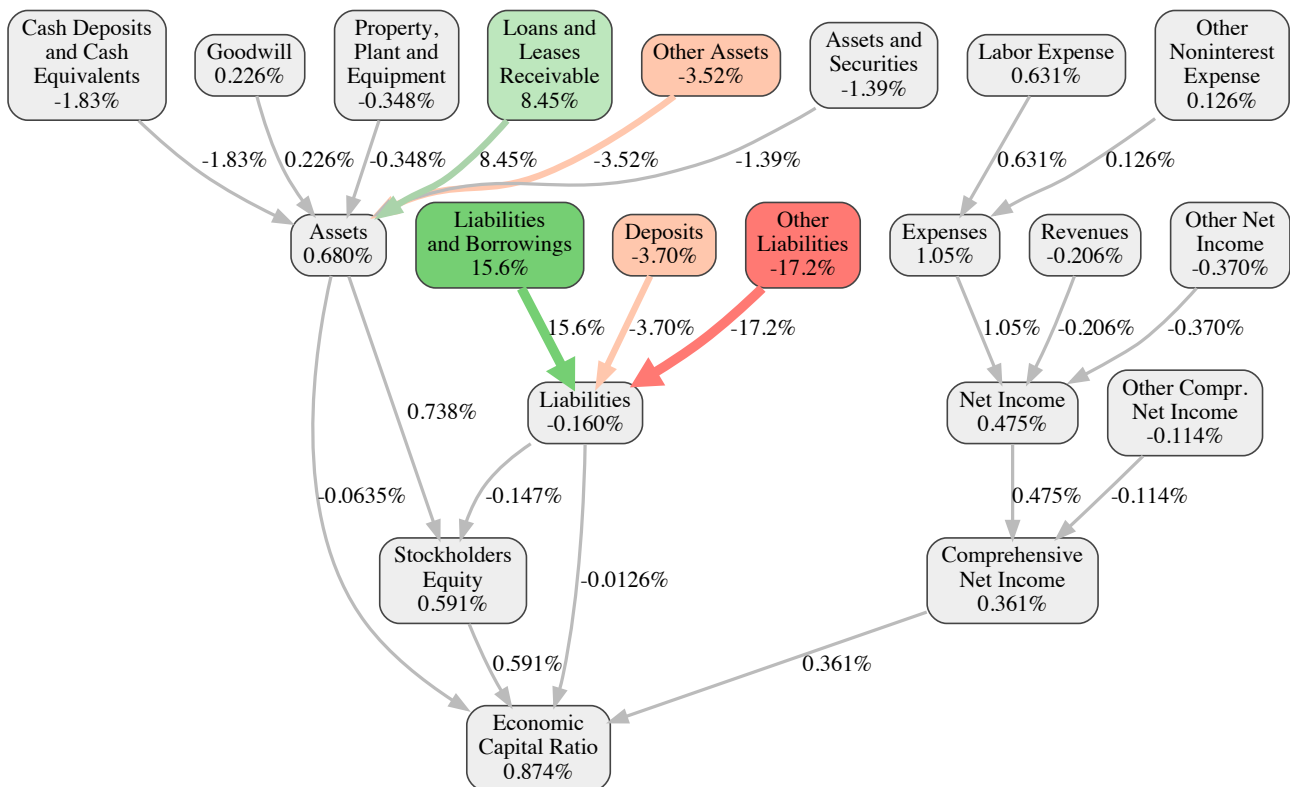 Cash Deposits
and Cash
Equivalents
-1.83%
Goodwill
0.226%
Property,
Plant and
Equipment
-0.348%
Loans and
Leases
Receivable
8.45%
Other Assets
-3.52%
Assets and
Securities
-1.39%
Labor Expense
0.631%
Other
Noninterest
Expense
0.126%
-1.83%
0.226%
-0.348%
8.45%
-3.52%
-1.39%
0.631%
0.126%
Assets
0.680%
Liabilities
and Borrowings
15.6%
Deposits
-3.70%
Other
Liabilities
-17.2%
Expenses
1.05%
Revenues
-0.206%
Other Net
Income
-0.370%
15.6%
-3.70%
-17.2%
1.05%
-0.206%
-0.370%
0.738%
Liabilities
-0.160%
Net Income
0.475%
Other Compr.
Net Income
-0.114%
-0.0635%
-0.147%
0.475%
-0.114%
Stockholders
Equity
0.591%
-0.0126%
Comprehensive
Net Income
0.361%
0.591%
0.361%
Economic
Capital Ratio
0.874%